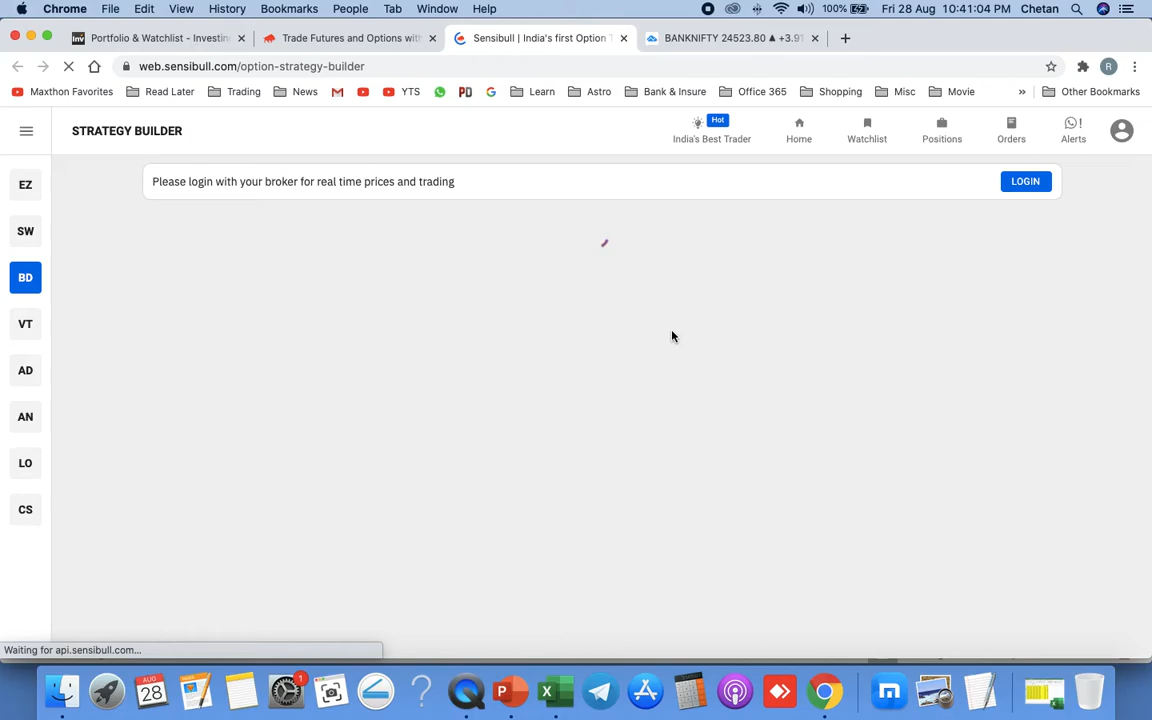 Chrome File Edit View History Bookmarks People Tab Window Help 100% Fri 28 Aug 10:41:04 PM Chetan
Inv Portfolio & Watchlist - Investing Trade Futures and Options with Sensibull | India's first Option T BANKNIFTY 24523.80 ▲ +3.91
web.sensibull.com/option-strategy-builder R
Maxthon Favorites Read Later Trading News YTS PD G Learn Astro Bank & Insure Office 365 Shopping Misc Movie » Other Bookmarks
STRATEGY BUILDER
Hot
India's Best Trader Home Watchlist Positions Orders Alerts
Please login with your broker for real time prices and trading LOGIN
EZ
SW
BD
VT
AD
AN
LO
CS
Waiting for api.sensibull.com...
AUG
28
1